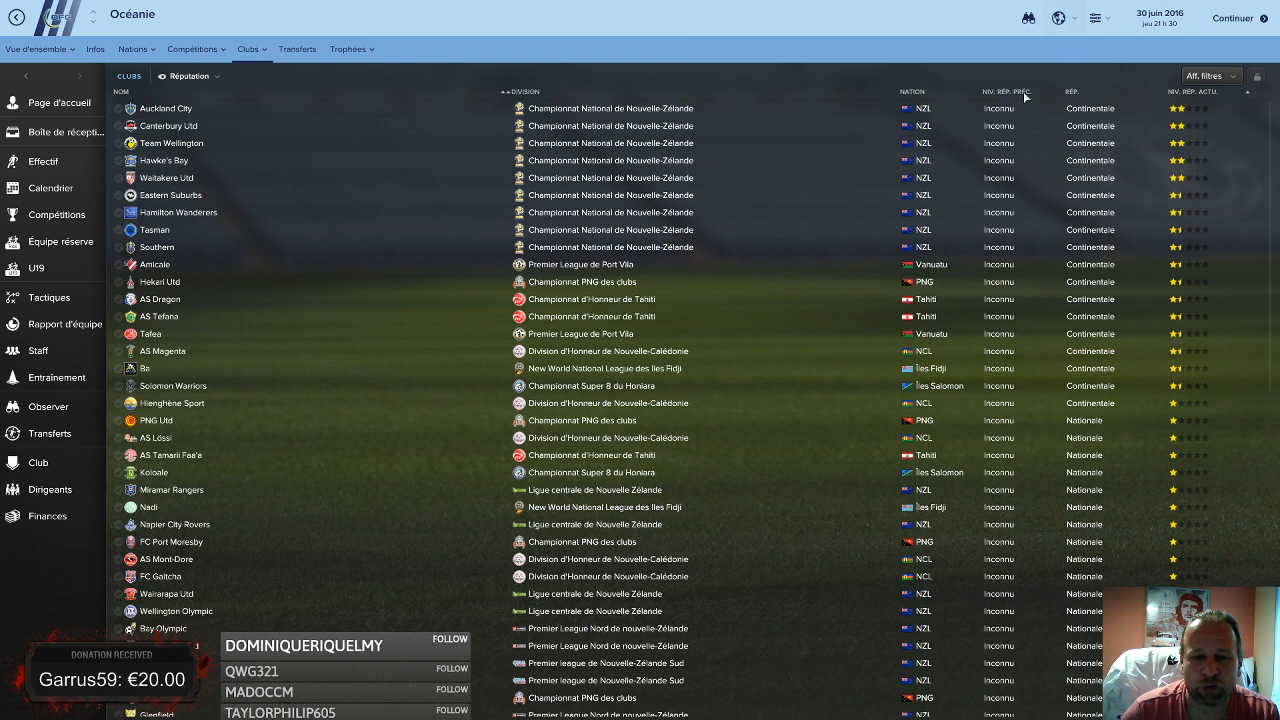 OFC
Océanie
30 juin 2016
jeu 21 h 30
Continuer
Vue d'ensemble
Infos
Nations
Compétitions
Clubs
Transferts
Trophées
CLUBS
Réputation
Aff. filtres
NOM
DIVISION
NATION
NIV. RÉP. PRÉC.
RÉP.
NIV. RÉP. ACTU.
Page d'accueil
Boîte de récepti...
Effectif
Calendrier
Compétitions
Équipe réserve
U19
Tactiques
Rapport d'équipe
Staff
Entraînement
Observer
Transferts
Club
Dirigeants
Finances
Auckland City Championnat National de Nouvelle-Zélande NZL Inconnu Continentale
Canterbury Utd Championnat National de Nouvelle-Zélande NZL Inconnu Continentale
Team Wellington Championnat National de Nouvelle-Zélande NZL Inconnu Continentale
Hawke's Bay Championnat National de Nouvelle-Zélande NZL Inconnu Continentale
Waitakere Utd Championnat National de Nouvelle-Zélande NZL Inconnu Continentale
Eastern Suburbs Championnat National de Nouvelle-Zélande NZL Inconnu Continentale
Hamilton Wanderers Championnat National de Nouvelle-Zélande NZL Inconnu Continentale
Tasman Championnat National de Nouvelle-Zélande NZL Inconnu Continentale
Southern Championnat National de Nouvelle-Zélande NZL Inconnu Continentale
Amicale Premier League de Port Vila Vanuatu Inconnu Continentale
Hekari Utd Championnat PNG des clubs PNG Inconnu Continentale
AS Dragon Championnat d'Honneur de Tahiti Tahiti Inconnu Continentale
AS Tefana Championnat d'Honneur de Tahiti Tahiti Inconnu Continentale
Tafea Premier League de Port Vila Vanuatu Inconnu Continentale
AS Magenta Division d'Honneur de Nouvelle-Calédonie NCL Inconnu Continentale
Ba New World National League des Iles Fidji Îles Fidji Inconnu Continentale
Solomon Warriors Championnat Super 8 du Honiara Îles Salomon Inconnu Continentale
Hienghène Sport Division d'Honneur de Nouvelle-Calédonie NCL Inconnu Continentale
PNG Utd Championnat PNG des clubs PNG Inconnu Nationale
AS Lössi Division d'Honneur de Nouvelle-Calédonie NCL Inconnu Nationale
AS Tamarii Faa'a Championnat d'Honneur de Tahiti Tahiti Inconnu Nationale
Koloale Championnat Super 8 du Honiara Îles Salomon Inconnu Nationale
Miramar Rangers Ligue centrale de Nouvelle Zélande NZL Inconnu Nationale
Nadi New World National League des Iles Fidji Îles Fidji Inconnu Nationale
Napier City Rovers Ligue centrale de Nouvelle Zélande NZL Inconnu Nationale
FC Port Moresby Championnat PNG des clubs PNG Inconnu Nationale
AS Mont-Dore Division d'Honneur de Nouvelle-Calédonie NCL Inconnu Nationale
FC Gaitcha Division d'Honneur de Nouvelle-Calédonie NCL Inconnu Nationale
Wairarapa Utd Ligue centrale de Nouvelle Zélande NZL Inconnu Nationale
Wellington Olympic Ligue centrale de Nouvelle Zélande NZL Inconnu Nationale
Bay Olympic Premier League Nord de nouvelle-Zélande NZL Inconnu Nationale
Premier League Nord de nouvelle-Zélande NZL Inconnu Nationale
Premier league de Nouvelle-Zélande Sud NZL Inconnu Nationale
Premier league de Nouvelle-Zélande Sud NZL Inconnu Nationale
Championnat PNG des clubs PNG Inconnu Nationale
Glenfield Premier League Nord de nouvelle-Zélande NZL Inconnu Nationale
DONATION RECEIVED
Garrus59: €20.00
DOMINIQUERIQUELMY FOLLOW
QWG321 FOLLOW
MADOCCM FOLLOW
TAYLORPHILIP605 FOLLOW